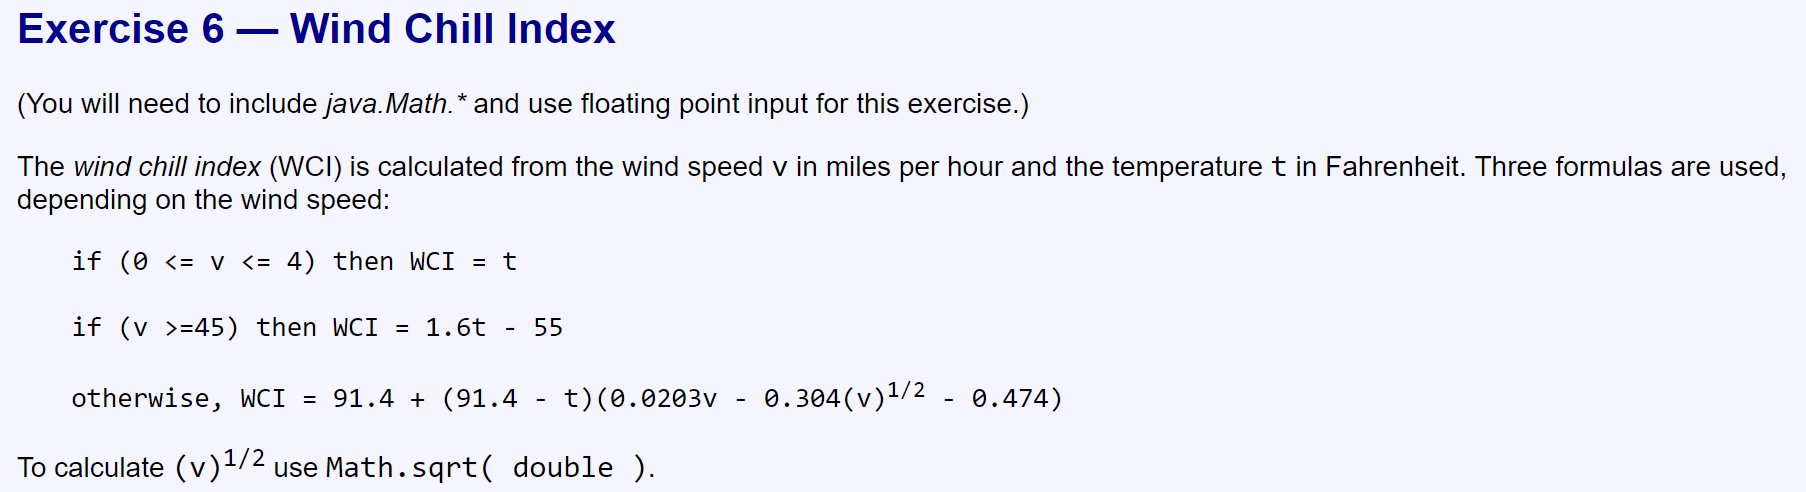 Exercise 6 — Wind Chill Index
(You will need to include java.Math.* and use floating point input for this exercise.)
The wind chill index (WCI) is calculated from the wind speed v in miles per hour and the temperature t in Fahrenheit. Three formulas are used,
depending on the wind speed:
if (0 <= v <= 4) then WCI = t
if (v >=45) then WCI = 1.6t - 55
otherwise, WCI = 91.4 + (91.4 - t)(0.0203v - 0.304(v)^1/2 - 0.474)
To calculate (v)^1/2 use Math.sqrt( double ).